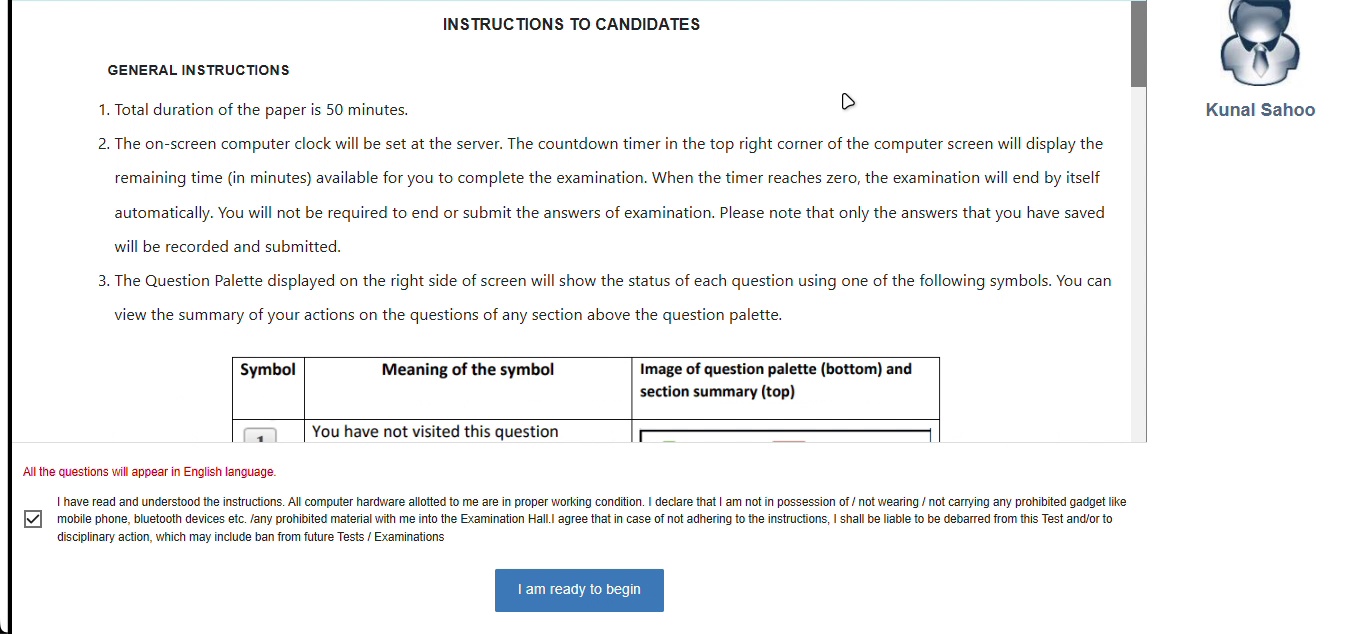 INSTRUCTIONS TO CANDIDATES
Kunal Sahoo
GENERAL INSTRUCTIONS
1. Total duration of the paper is 50 minutes.
2. The on-screen computer clock will be set at the server. The countdown timer in the top right corner of the computer screen will display the
remaining time (in minutes) available for you to complete the examination. When the timer reaches zero, the examination will end by itself
automatically. You will not be required to end or submit the answers of examination. Please note that only the answers that you have saved
will be recorded and submitted.
3. The Question Palette displayed on the right side of screen will show the status of each question using one of the following symbols. You can
view the summary of your actions on the questions of any section above the question palette.
Symbol
Meaning of the symbol
Image of question palette (bottom) and
section summary (top)
1
You have not visited this question
All the questions will appear in English language.
I have read and understood the instructions. All computer hardware allotted to me are in proper working condition. I declare that I am not in possession of / not wearing / not carrying any prohibited gadget like
mobile phone, bluetooth devices etc. /any prohibited material with me into the Examination Hall.I agree that in case of not adhering to the instructions, I shall be liable to be debarred from this Test and/or to
disciplinary action, which may include ban from future Tests / Examinations
I am ready to begin